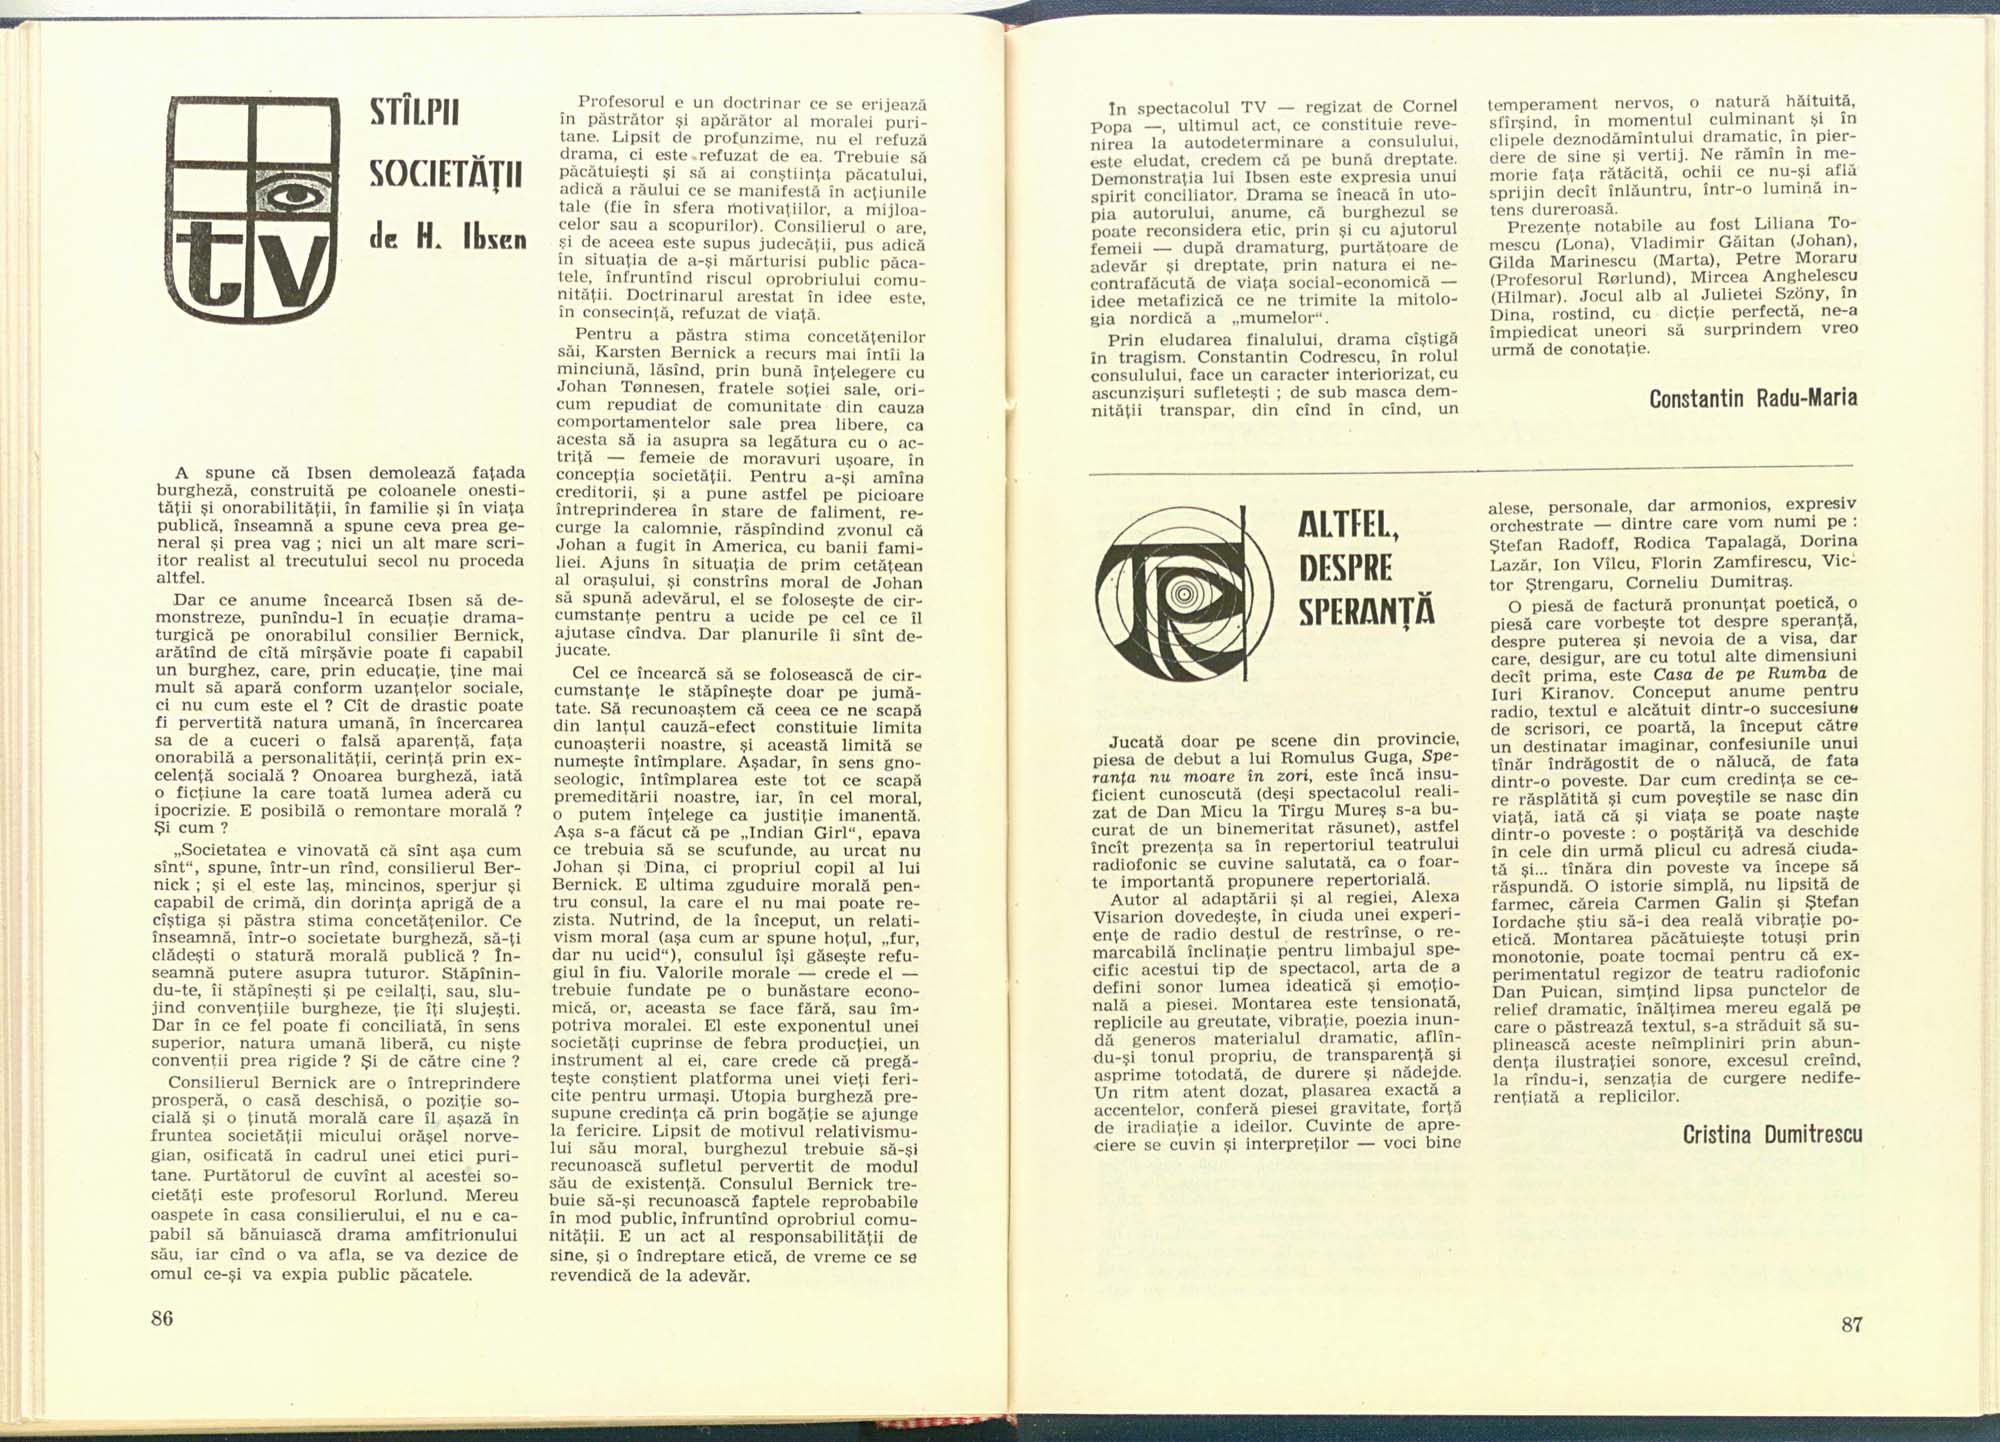 tv
STÎLPII
SOCIETĂȚII
de H. Ibsen
A spune că Ibsen demolează fațada
burgheză, construită pe coloanele onesti-
tății și onorabilității, în familie și în viața
publică, înseamnă a spune ceva prea ge-
neral și prea vag ; nici un alt mare scri-
itor realist al trecutului secol nu proceda
altfel.
Dar ce anume încearcă Ibsen să de-
monstreze, punîndu-l în ecuație drama-
turgică pe onorabilul consilier Bernick,
arătînd de cîtă mîrșăvie poate fi capabil
un burghez, care, prin educație, ține mai
mult să apară conform uzanțelor sociale,
ci nu cum este el ? Cît de drastic poate
fi pervertită natura umană, în încercarea
sa de a cuceri o falsă aparență, fața
onorabilă a personalității, cerință prin ex-
celență socială ? Onoarea burgheză, iată
o ficțiune la care toată lumea aderă cu
ipocrizie. E posibilă o remontare morală ?
Și cum ?
„Societatea e vinovată că sînt așa cum
sînt“, spune, într-un rînd, consilierul Ber-
nick ; și el este laș, mincinos, sperjur și
capabil de crimă, din dorința aprigă de a
cîștiga și păstra stima concetățenilor. Ce
înseamnă, într-o societate burgheză, să-ți
clădești o statură morală publică ? În-
seamnă putere asupra tuturor. Stăpînin-
du-te, îi stăpînești și pe ceilalți, sau, slu-
jind convențiile burgheze, ție îți slujești.
Dar în ce fel poate fi conciliată, în sens
superior, natura umană liberă, cu niște
convenții prea rigide ? Și de către cine ?
Consilierul Bernick are o întreprindere
prosperă, o casă deschisă, o poziție so-
cială și o ținută morală care îl așază în
fruntea societății micului orășel norve-
gian, osificată în cadrul unei etici puri-
tane. Purtătorul de cuvînt al acestei so-
cietăți este profesorul Rorlund. Mereu
oaspete în casa consilierului, el nu e ca-
pabil să bănuiască drama amfitrionului
său, iar cînd o va afla, se va dezice de
omul ce-și va expia public păcatele.
86
Profesorul e un doctrinar ce se erijează
în păstrător și apărător al moralei puri-
tane. Lipsit de profunzime, nu el refuză
drama, ci este refuzat de ea. Trebuie să
păcătuiești și să ai conștiința păcatului,
adică a răului ce se manifestă în acțiunile
tale (fie în sfera motivațiilor, a mijloa-
celor sau a scopurilor). Consilierul o are,
și de aceea este supus judecății, pus adică
în situația de a-și mărturisi public păca-
tele, înfruntînd riscul oprobriului comu-
nității. Doctrinarul arestat în idee este,
în consecință, refuzat de viață.
Pentru a păstra stima concetățenilor
săi, Karsten Bernick a recurs mai întîi la
minciună, lăsînd, prin bună înțelegere cu
Johan Tønnesen, fratele soției sale, ori-
cum repudiat de comunitate din cauza
comportamentelor sale prea libere, ca
acesta să ia asupra sa legătura cu o ac-
triță — femeie de moravuri ușoare, în
concepția societății. Pentru a-și amîna
creditorii, și a pune astfel pe picioare
întreprinderea în stare de faliment, re-
curge la calomnie, răspîndind zvonul că
Johan a fugit în America, cu banii fami-
liei. Ajuns în situația de prim cetățean
al orașului, și constrîns moral de Johan
să spună adevărul, el se folosește de cir-
cumstanțe pentru a ucide pe cel ce îl
ajutase cîndva. Dar planurile îi sînt de-
jucate.
Cel ce încearcă să se folosească de cir-
cumstanțe le stăpînește doar pe jumă-
tate. Să recunoaștem că ceea ce ne scapă
din lanțul cauză-efect constituie limita
cunoașterii noastre, și această limită se
numește întîmplare. Așadar, în sens gno-
seologic, întîmplarea este tot ce scapă
premeditării noastre, iar, în cel moral,
o putem înțelege ca justiție imanentă.
Așa s-a făcut că pe „Indian Girl“, epava
ce trebuia să se scufunde, au urcat nu
Johan și Dina, ci propriul copil al lui
Bernick. E ultima zguduire morală pen-
tru consul, la care el nu mai poate re-
zista. Nutrind, de la început, un relati-
vism moral (așa cum ar spune hoțul, „fur,
dar nu ucid“), consulul își găsește refu-
giul în fiu. Valorile morale — crede el —
trebuie fundate pe o bunăstare econo-
mică, or, aceasta se face fără, sau îm-
potriva moralei. El este exponentul unei
societăți cuprinse de febra producției, un
instrument al ei, care crede că pregă-
tește conștient platforma unei vieți feri-
cite pentru urmași. Utopia burgheză pre-
supune credința că prin bogăție se ajunge
la fericire. Lipsit de motivul relativismu-
lui său moral, burghezul trebuie să-și
recunoască sufletul pervertit de modul
său de existență. Consulul Bernick tre-
buie să-și recunoască faptele reprobabile
în mod public, înfruntînd oprobriul comu-
nității. E un act al responsabilității de
sine, și o îndreptare etică, de vreme ce se
revendică de la adevăr.
În spectacolul TV — regizat de Cornel
Popa —, ultimul act, ce constituie reve-
nirea la autodeterminare a consulului,
este eludat, credem că pe bună dreptate.
Demonstrația lui Ibsen este expresia unui
spirit conciliator. Drama se îneacă în uto-
pia autorului, anume, că burghezul se
poate reconsidera etic, prin și cu ajutorul
femeii — după dramaturg, purtătoare de
adevăr și dreptate, prin natura ei ne-
contrafăcută de viața social-economică —
idee metafizică ce ne trimite la mitolo-
gia nordică a „mumelor“.
Prin eludarea finalului, drama cîștigă
în tragism. Constantin Codrescu, în rolul
consulului, face un caracter interiorizat, cu
ascunzișuri sufletești ; de sub masca dem-
nității transpar, din cînd în cînd, un
temperament nervos, o natură hăituită,
sfîrșind, în momentul culminant și în
clipele deznodămîntului dramatic, în pier-
dere de sine și vertij. Ne rămîn în me-
morie fața rătăcită, ochii ce nu-și află
sprijin decît înlăuntru, într-o lumină in-
tens dureroasă.
Prezențe notabile au fost Liliana To-
mescu (Lona), Vladimir Găitan (Johan),
Gilda Marinescu (Marta), Petre Moraru
(Profesorul Rørlund), Mircea Anghelescu
(Hilmar). Jocul alb al Julietei Szöny, în
Dina, rostind, cu dicție perfectă, ne-a
împiedicat uneori să surprindem vreo
urmă de conotație.
Constantin Radu-Maria
TR
ALTFEL,
DESPRE
SPERANȚĂ
Jucată doar pe scene din provincie,
piesa de debut a lui Romulus Guga, Spe-
ranța nu moare în zori, este încă insu-
ficient cunoscută (deși spectacolul reali-
zat de Dan Micu la Tîrgu Mureș s-a bu-
curat de un binemeritat răsunet), astfel
încît prezența sa în repertoriul teatrului
radiofonic se cuvine salutată, ca o foar-
te importantă propunere repertorială.
Autor al adaptării și al regiei, Alexa
Visarion dovedește, în ciuda unei experi-
ențe de radio destul de restrînse, o re-
marcabilă înclinație pentru limbajul spe-
cific acestui tip de spectacol, arta de a
defini sonor lumea ideatică și emoțio-
nală a piesei. Montarea este tensionată,
replicile au greutate, vibrație, poezia inun-
dă generos materialul dramatic, aflîn-
du-și tonul propriu, de transparență și
asprime totodată, de durere și nădejde.
Un ritm atent dozat, plasarea exactă a
accentelor, conferă piesei gravitate, forță
de iradiație a ideilor. Cuvinte de apre-
ciere se cuvin și interpreților — voci bine
alese, personale, dar armonios, expresiv
orchestrate — dintre care vom numi pe :
Ștefan Radoff, Rodica Tapalagă, Dorina
Lazăr, Ion Vîlcu, Florin Zamfirescu, Vic-
tor Ștrengaru, Corneliu Dumitraș.
O piesă de factură pronunțat poetică, o
piesă care vorbește tot despre speranță,
despre puterea și nevoia de a visa, dar
care, desigur, are cu totul alte dimensiuni
decît prima, este Casa de pe Rumba de
Iuri Kiranov. Conceput anume pentru
radio, textul e alcătuit dintr-o succesiune
de scrisori, ce poartă, la început către
un destinatar imaginar, confesiunile unui
tînăr îndrăgostit de o nălucă, de fata
dintr-o poveste. Dar cum credința se ce-
re răsplătită și cum poveștile se nasc din
viață, iată că și viața se poate naște
dintr-o poveste : o poștăriță va deschide
în cele din urmă plicul cu adresă ciuda-
tă și... tînăra din poveste va începe să
răspundă. O istorie simplă, nu lipsită de
farmec, căreia Carmen Galin și Ștefan
Iordache știu să-i dea reală vibrație po-
etică. Montarea păcătuiește totuși prin
monotonie, poate tocmai pentru că ex-
perimentatul regizor de teatru radiofonic
Dan Puican, simțind lipsa punctelor de
relief dramatic, înălțimea mereu egală pe
care o păstrează textul, s-a străduit să su-
plinească aceste neîmpliniri prin abun-
dența ilustrației sonore, excesul creînd,
la rîndu-i, senzația de curgere nedife-
rențiată a replicilor.
Cristina Dumitrescu
87